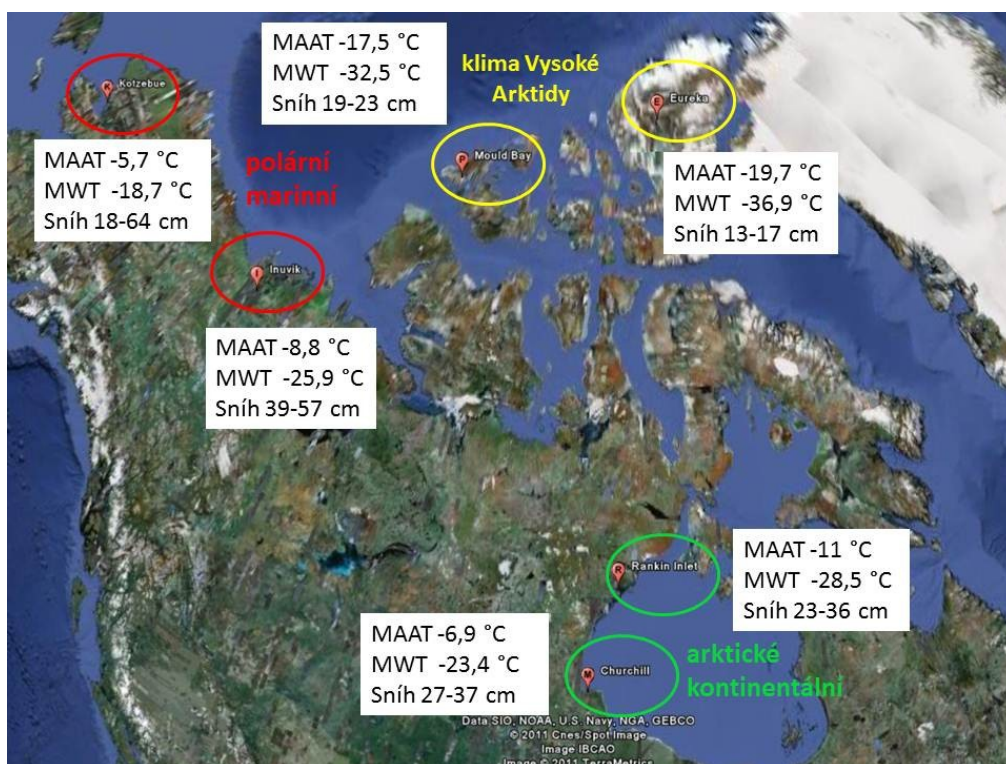 MAAT -17,5 °C
MWT -32,5 °C
Sníh 19-23 cm
klima Vysoké
Arktidy
K
Kotzebue
E
Eureka
P
Mould Bay
MAAT -5,7 °C
MWT -18,7 °C
Sníh 18-64 cm
polární
marinní
MAAT -19,7 °C
MWT -36,9 °C
Sníh 13-17 cm
I
Inuvik
MAAT -8,8 °C
MWT -25,9 °C
Sníh 39-57 cm
R
Rankin Inlet
MAAT -11 °C
MWT -28,5 °C
Sníh 23-36 cm
MAAT -6,9 °C
MWT -23,4 °C
Sníh 27-37 cm
M
Churchill
arktické
kontinentální
Data SIO, NOAA, U.S. Navy, NGA, GEBCO
© 2011 Cnes/Spot Image
Image IBCAO
Image © 2011 TerraMetrics